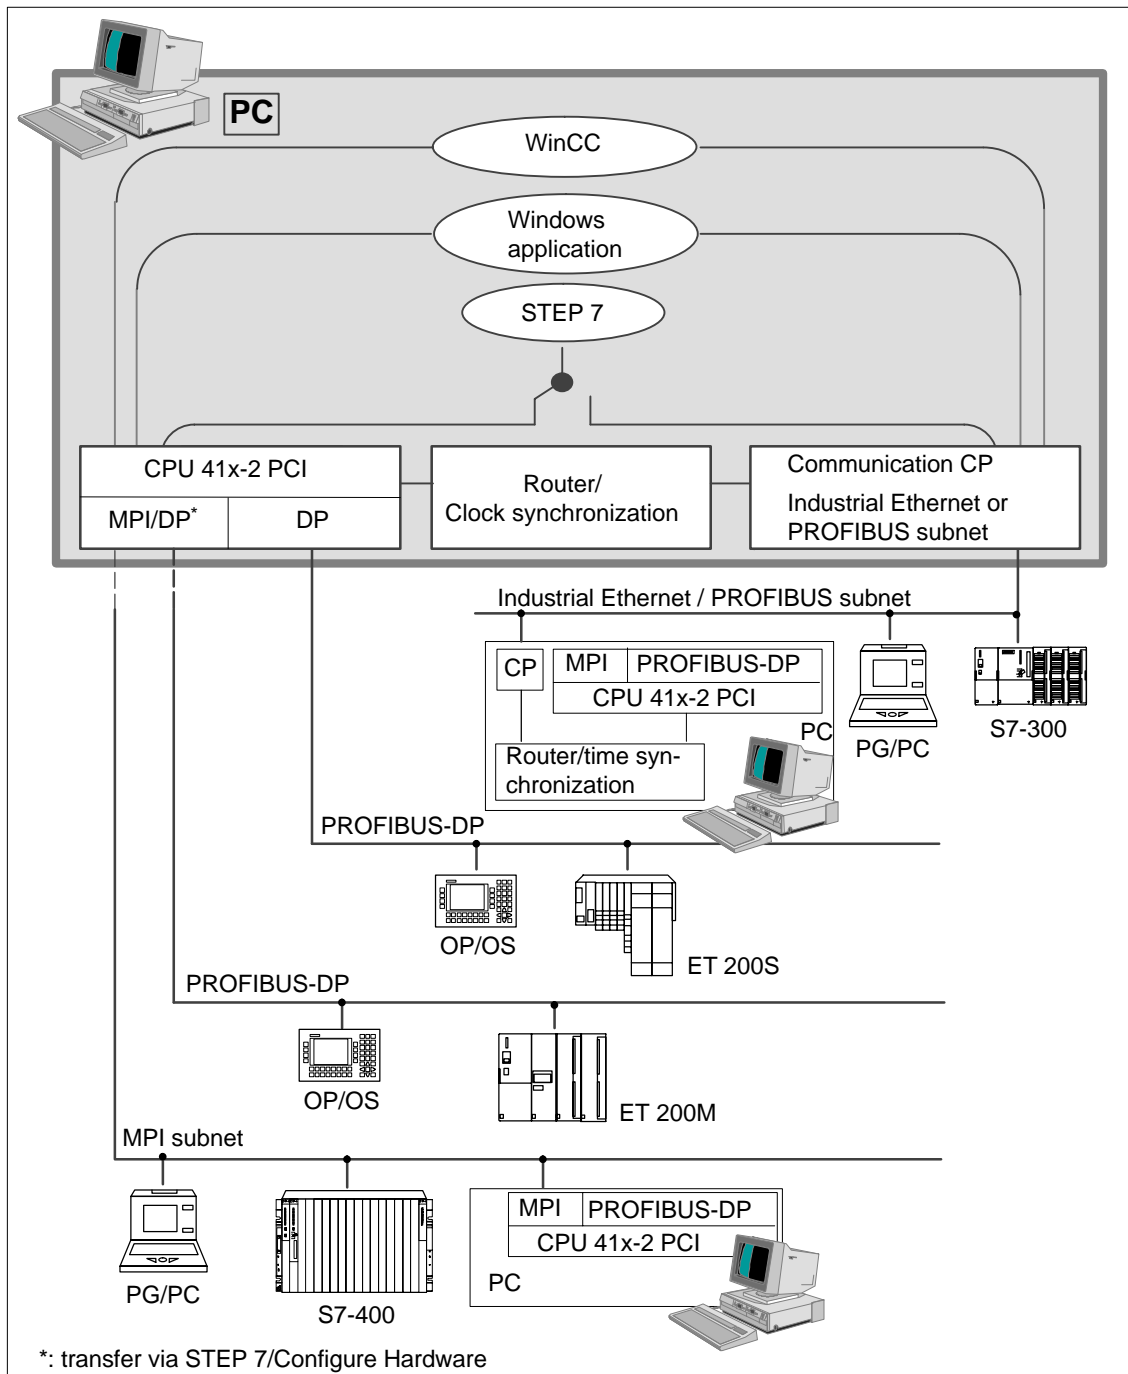 PC
WinCC
Windows
application
STEP 7
CPU 41x-2 PCI
MPI/DP*
DP
Router/
Clock synchronization
Communication CP
Industrial Ethernet or
PROFIBUS subnet
Industrial Ethernet / PROFIBUS subnet
CP
MPI
PROFIBUS-DP
CPU 41x-2 PCI
Router/time syn-
chronization
PC
PG/PC
S7-300
PROFIBUS-DP
OP/OS
ET 200S
PROFIBUS-DP
OP/OS
ET 200M
MPI subnet
PG/PC
S7-400
MPI
PROFIBUS-DP
CPU 41x-2 PCI
PC
*: transfer via STEP 7/Configure Hardware